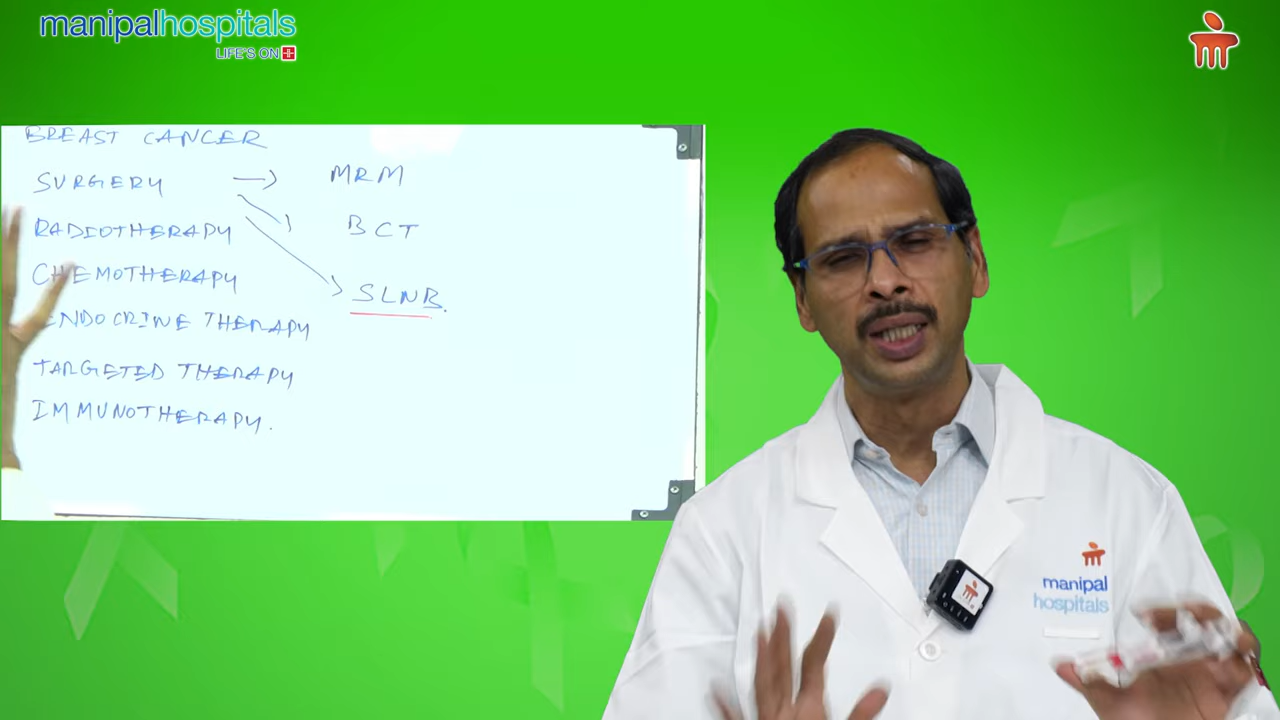 manipalhospitals
LIFE'S ON
BREAST CANCER
SURGERY → MRM
RADIOTHERAPY BCT
CHEMOTHERAPY
SLNB.
ENDOCRINE THERAPY
TARGETED THERAPY
IMMUNOTHERAPY.
manipal
hospitals